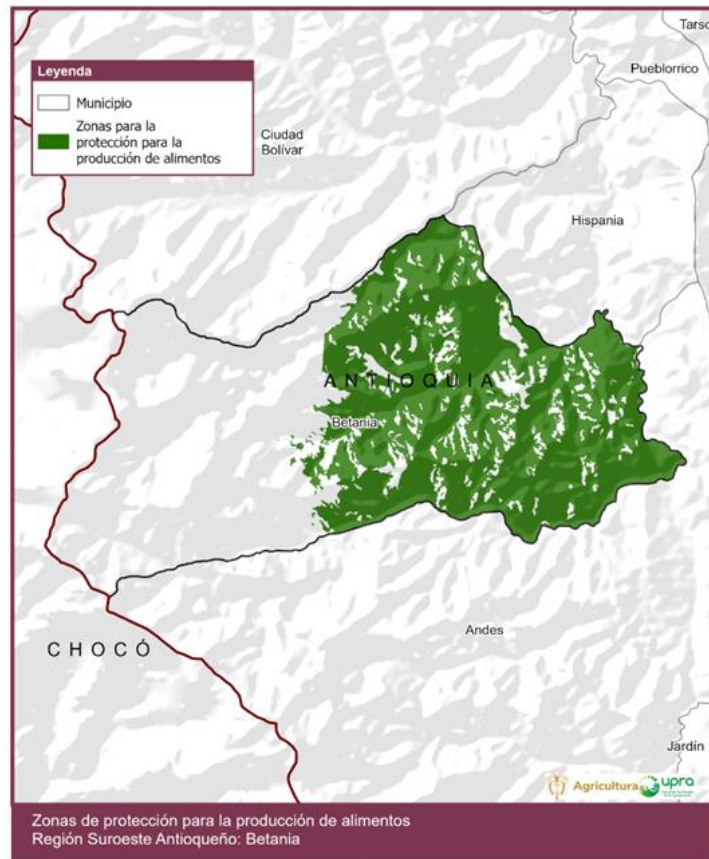 Tarso
Pueblorrico
Leyenda
Municipio
Zonas para la
protección para la
producción de alimentos
Ciudad
Bolívar
Hispania
ANTIOQUIA
Betania
Andes
CHOCÓ
Jardín
Agricultura upra
Zonas de protección para la producción de alimentos
Región Suroeste Antioqueño: Betania